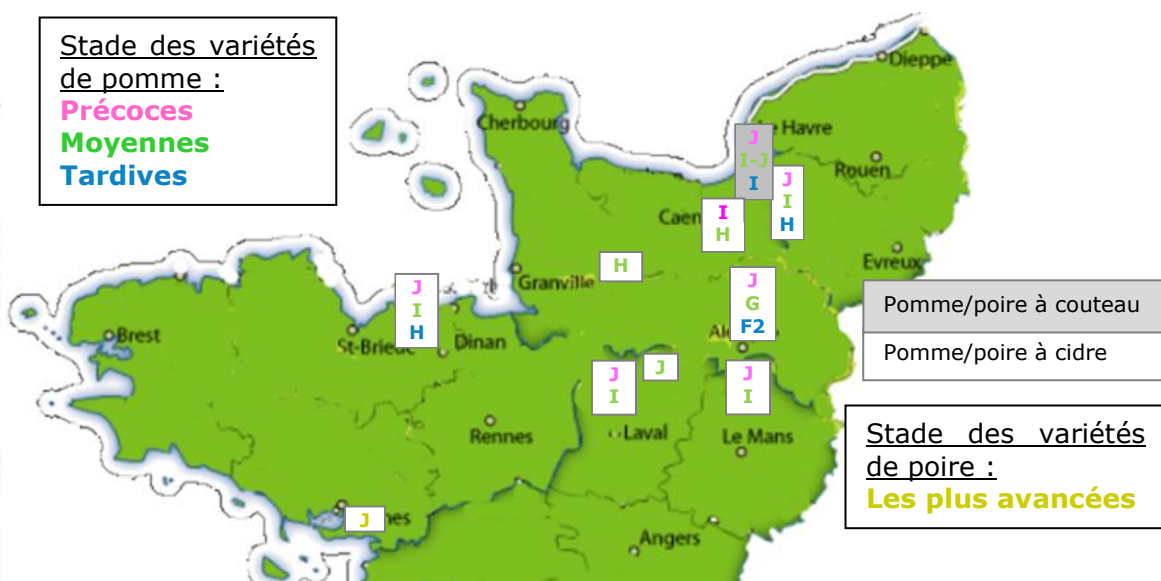 Stade des variétés
de pomme :
Précoces
Moyennes
Tardives
Dieppe
Cherbourg
Le Havre
J
I-J
I
Rouen
J
I
H
Caen
I
H
Evreux
H
Granville
J
G
F2
J
I
H
Brest
St-Brieuc
Dinan
J
J
I
J
I
Rennes
Laval
Le Mans
J
Angers
Pomme/poire à couteau
Pomme/poire à cidre
Stade des variétés
de poire :
Les plus avancées